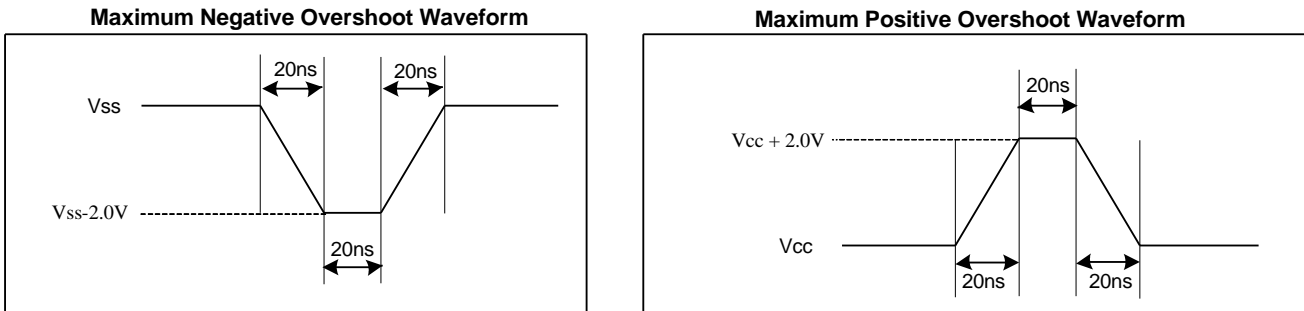 Maximum Negative Overshoot Waveform
20ns 20ns
Vss
Vss-2.0V
20ns
Maximum Positive Overshoot Waveform
20ns
Vcc + 2.0V
Vcc
20ns 20ns